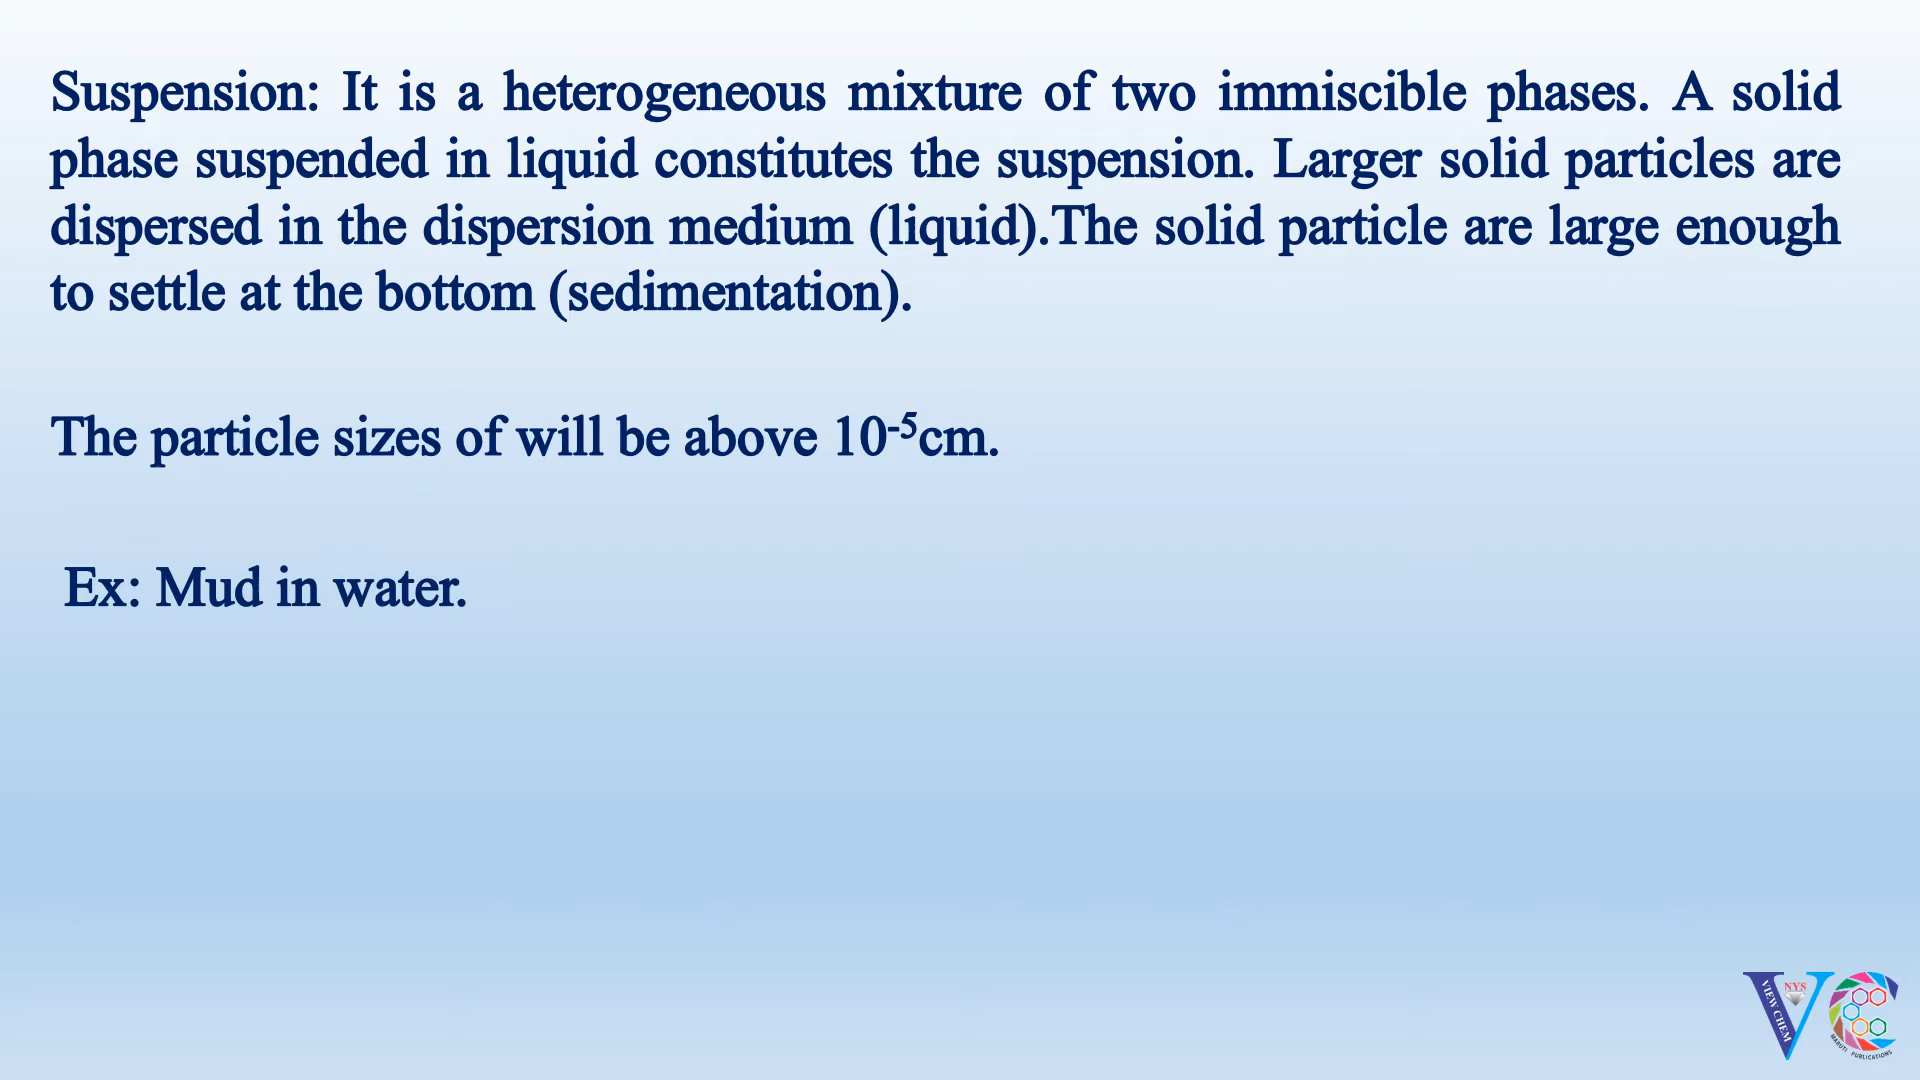 Suspension: It is a heterogeneous mixture of two immiscible phases. A solid
phase suspended in liquid constitutes the suspension. Larger solid particles are
dispersed in the dispersion medium (liquid).The solid particle are large enough
to settle at the bottom (sedimentation).
The particle sizes of will be above 10⁻⁵cm.
Ex: Mud in water.
NYS
VIEW CHEM
MARUTI PUBLICATIONS